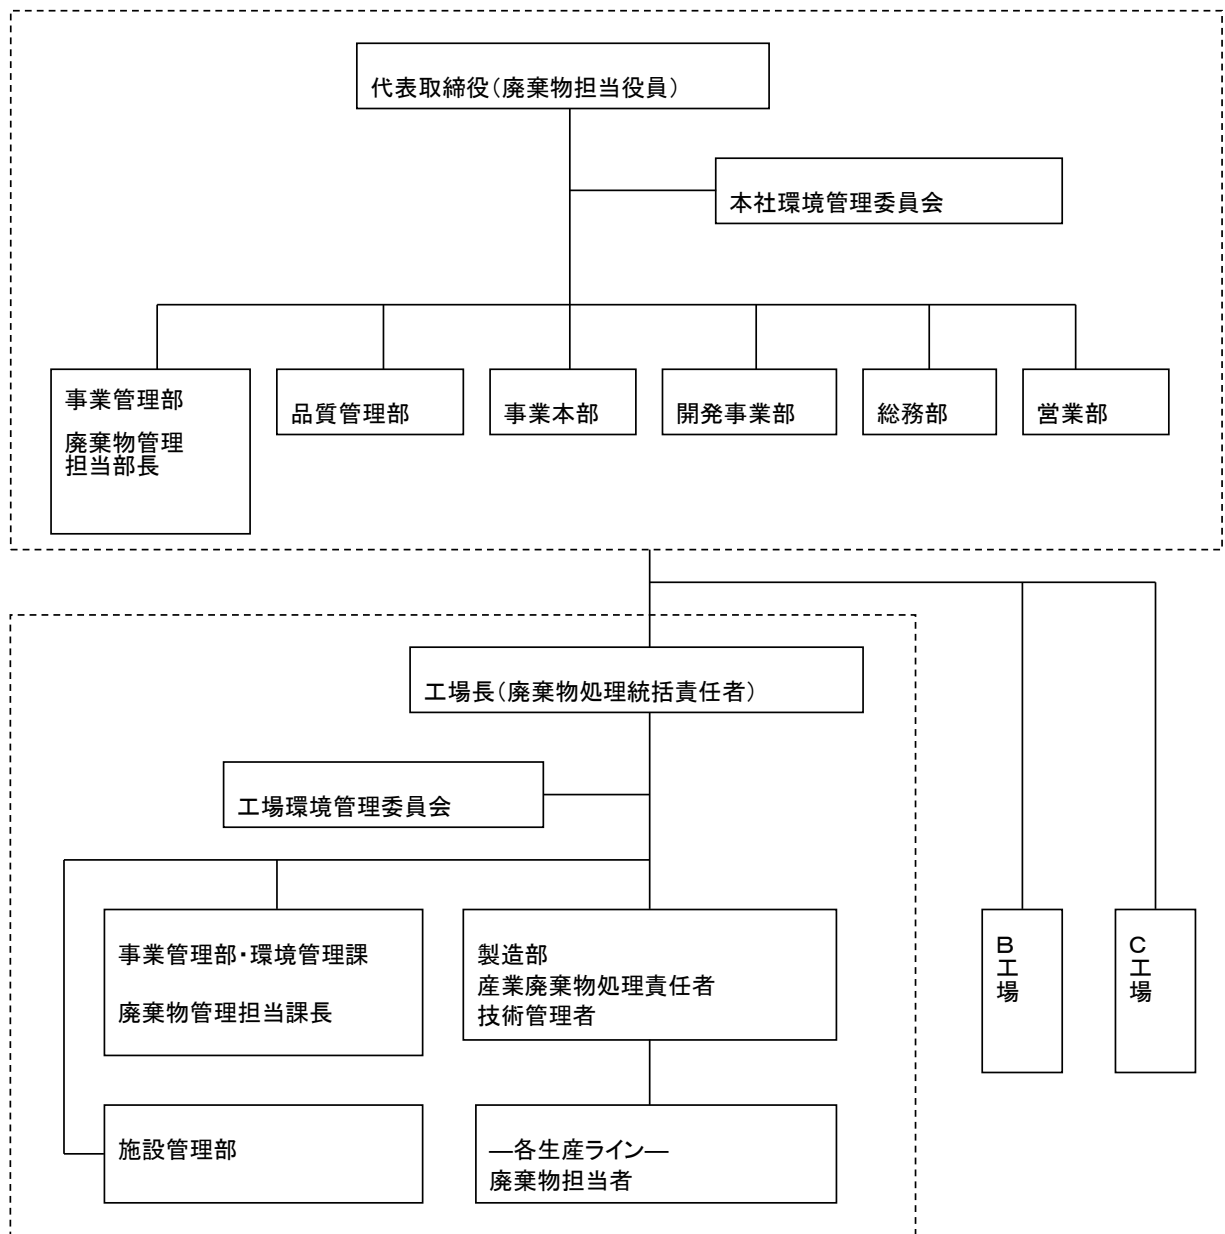 代表取締役（廃棄物担当役員）
本社環境管理委員会
事業管理部
廃棄物管理
担当部長
品質管理部
事業本部
開発事業部
総務部
営業部
工場長（廃棄物処理統括責任者）
工場環境管理委員会
事業管理部・環境管理課
廃棄物管理担当課長
製造部
産業廃棄物処理責任者
技術管理者
B工場
C工場
施設管理部
―各生産ライン―
廃棄物担当者